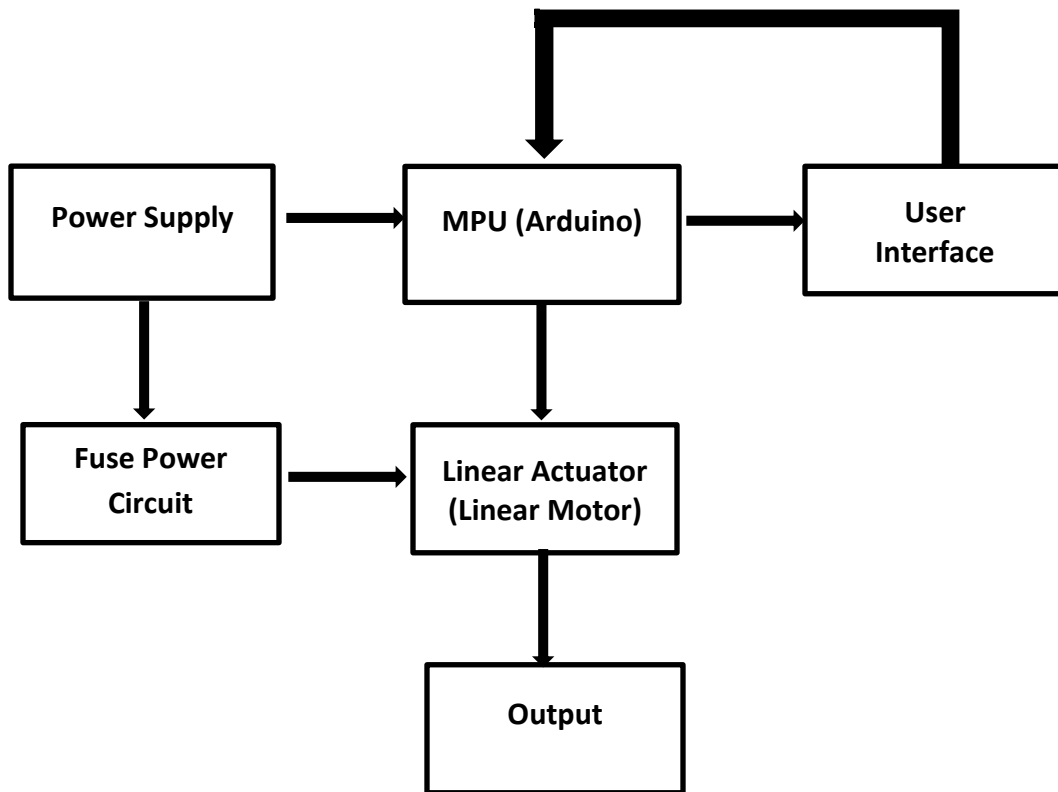 Power Supply
MPU (Arduino)
User
Interface
Fuse Power
Circuit
Linear Actuator
(Linear Motor)
Output